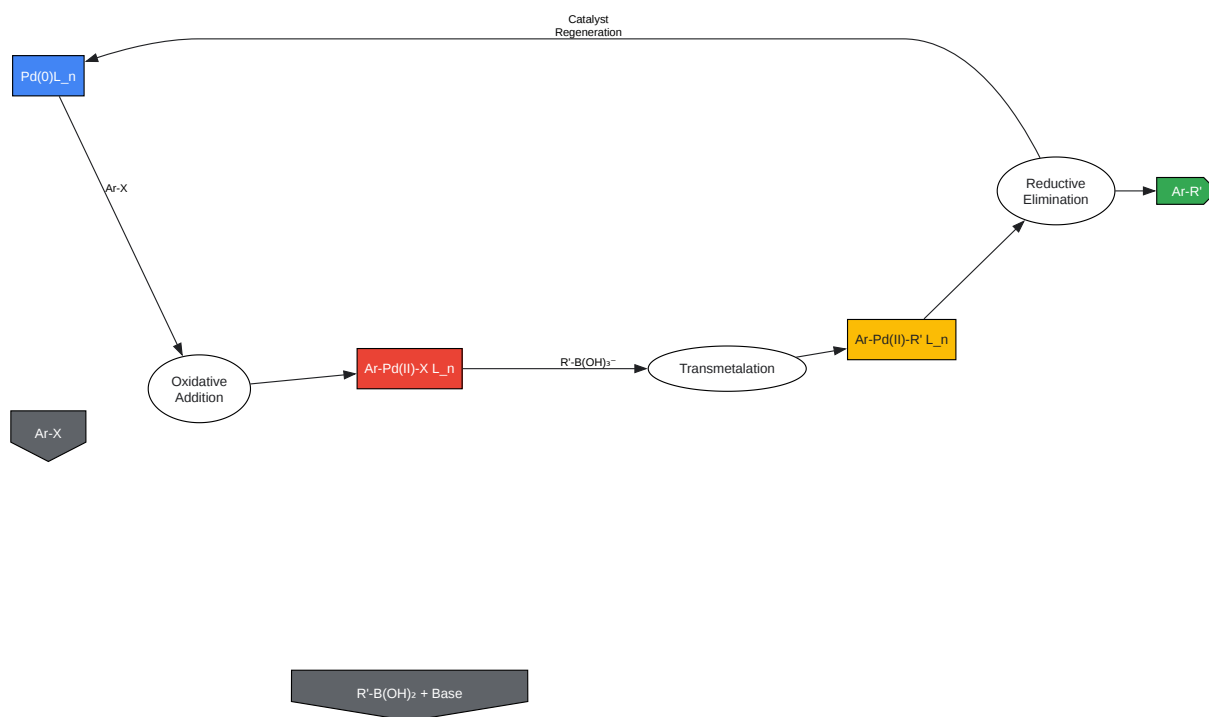 Catalyst
Regeneration
Pd(0)L_n
Ar-X
Reductive
Elimination
Ar-R'
Ar-Pd(II)-R' L_n
Ar-Pd(II)-X L_n
R'-B(OH)₃⁻
Transmetalation
Oxidative
Addition
Ar-X
R'-B(OH)₂ + Base